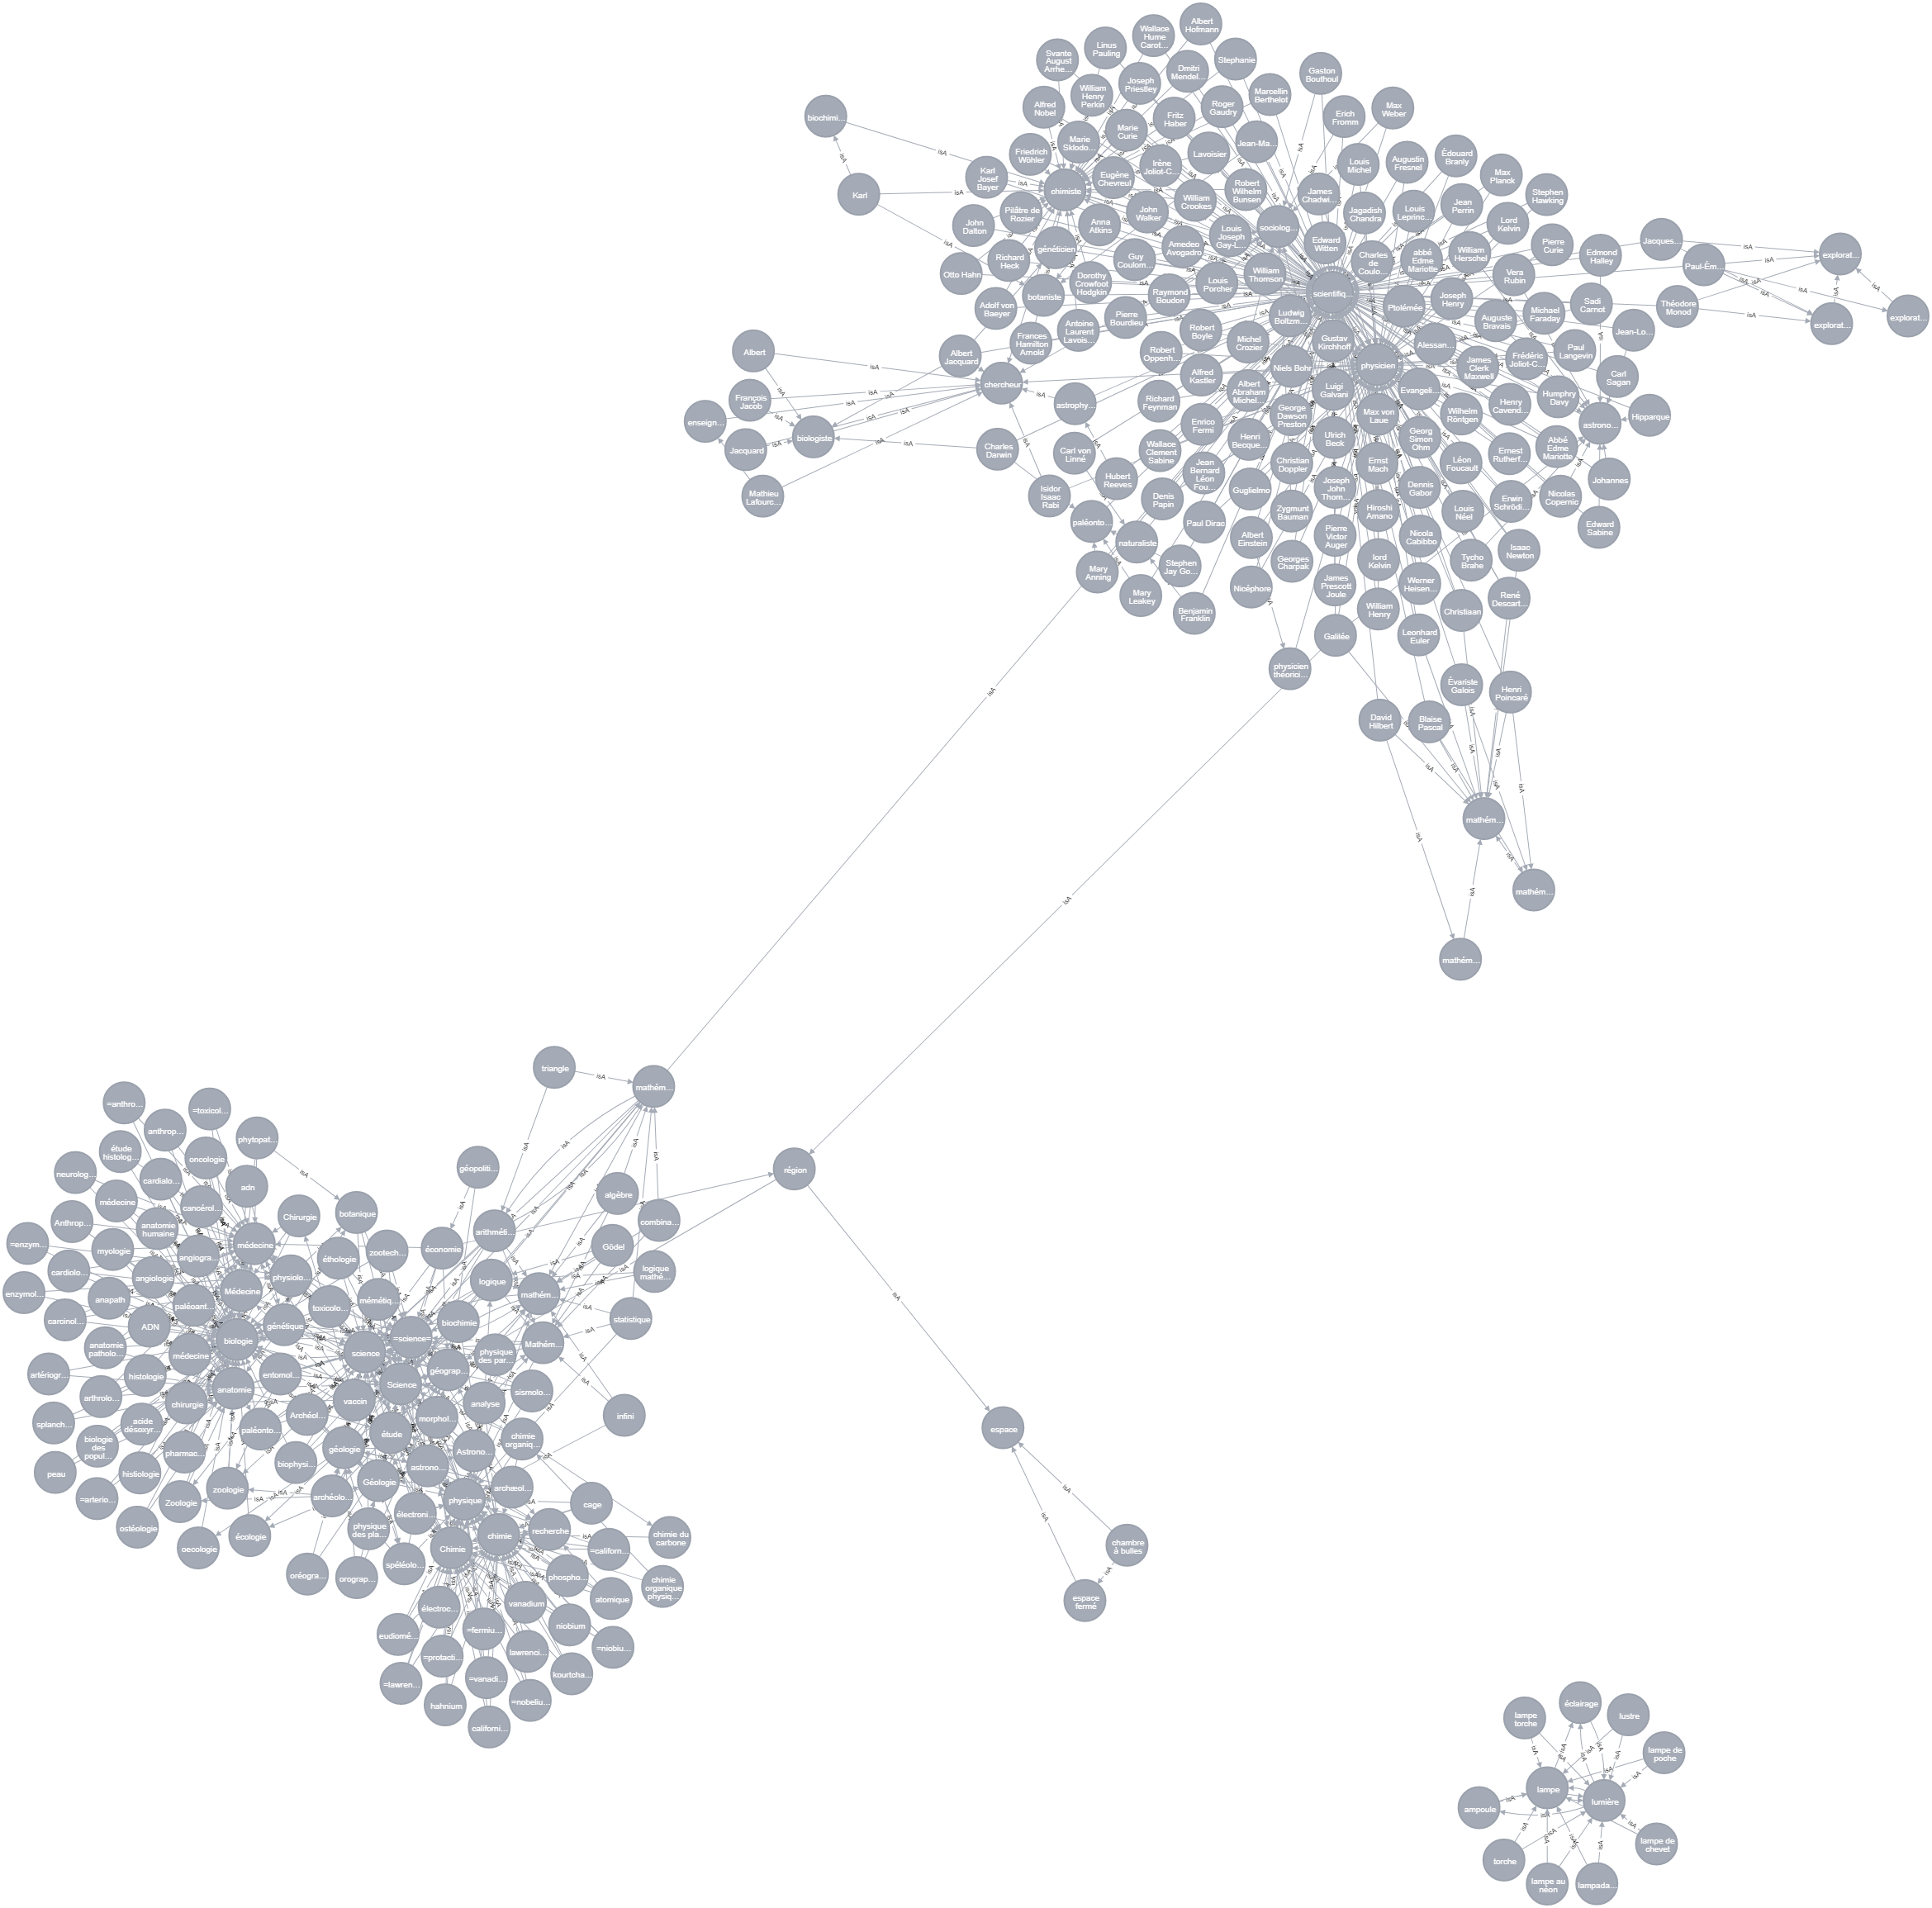 Albert
Hofmann
Wallace
Hume
Carot...
Linus
Pauling
Svante
August
Arrhe...
Stephanie
Dmitri
Mendel...
Gaston
Bouthoul
Joseph
Priestley
William
Henry
Perkin
Marcellin
Berthelot
Alfred
Nobel
Roger
Gaudry
Max
Weber
Erich
Fromm
biochimi...
Fritz
Haber
Marie
Curie
Marie
Sklodo...
Jean-Ma...
Friedrich
Wöhler
Lavoisier
Irène
Joliot-C...
Louis
Michel
Augustin
Fresnel
Édouard
Branly
Karl
Josef
Bayer
Eugène
Chevreul
Max
Planck
Karl
chimiste
Robert
Wilhelm
Bunsen
James
Chadwi...
Stephen
Hawking
William
Crookes
Jean
Perrin
Pilâtre de
Rozier
John
Walker
Jagadish
Chandra
Louis
Leprinc...
Lord
Kelvin
John
Dalton
Anna
Atkins
sociolog...
Louis
Joseph
Gay-L...
Edward
Witten
Pierre
Curie
Jacques...
généticien
Amedeo
Avogadro
William
Herschel
Edmond
Halley
explorat...
Richard
Heck
Guy
Coulom...
Charles
de
Coulo...
abbé
Edme
Mariotte
Paul-Ém...
Otto Hahn
Dorothy
Crowfoot
Hodgkin
William
Thomson
Vera
Rubin
botaniste
Raymond
Boudon
Louis
Porcher
scientifiq...
Joseph
Henry
Ptolémée
Sadi
Carnot
Théodore
Monod
Adolf von
Baeyer
Pierre
Bourdieu
Ludwig
Boltzm...
Auguste
Bravais
Michael
Faraday
explorat...
explorat...
Antoine
Laurent
Lavois...
Robert
Boyle
Jean-Lo...
Frances
Hamilton
Arnold
Michel
Crozier
Gustav
Kirchhoff
Alessan...
Paul
Langevin
Albert
Albert
Jacquard
Robert
Oppenh...
Niels Bohr
physicien
James
Clerk
Maxwell
Frédéric
Joliot-C...
Carl
Sagan
chercheur
Alfred
Kastler
Albert
Abraham
Michel...
Luigi
Galvani
Evangeli...
Humphry
Davy
François
Jacob
astrophy...
Richard
Feynman
George
Dawson
Preston
Max von
Laue
Wilhelm
Röntgen
Henry
Cavend...
Hipparque
enseign...
biologiste
Enrico
Fermi
astrono...
Jacquard
Charles
Darwin
Carl von
Linné
Wallace
Clement
Sabine
Henri
Becque...
Ulrich
Beck
Georg
Simon
Ohm
Ernest
Rutherf...
Abbé
Edme
Mariotte
Christian
Doppler
Ernst
Mach
Léon
Foucault
Hubert
Reeves
Jean
Bernard
Léon
Fou...
Johannes
Mathieu
Lafourc...
Isidor
Isaac
Rabi
Denis
Papin
Guglielmo
Joseph
John
Thom...
Dennis
Gabor
Erwin
Schrödi...
Nicolas
Copernic
paléonto...
Paul Dirac
Zygmunt
Bauman
Hiroshi
Amano
Louis
Néel
Edward
Sabine
naturaliste
Albert
Einstein
Pierre
Victor
Auger
Nicola
Cabibbo
Isaac
Newton
Mary
Anning
Stephen
Jay Go...
Georges
Charpak
lord
Kelvin
Tycho
Brahe
Mary
Leakey
Nicéphore
James
Prescott
Joule
Werner
Heisen...
René
Descart...
Benjamin
Franklin
William
Henry
Christiaan
Galilée
Leonhard
Euler
physicien
théorici...
Évariste
Galois
Henri
Poincaré
David
Hilbert
Blaise
Pascal
mathém...
mathém...
mathém...
triangle
mathém...
=anthro...
=toxicol...
anthrop...
phytopat...
étude
histolog...
oncologie
géopoliti...
région
neurolog...
cardialo...
adn
algèbre
médecine
canoérol...
Chirurgie
botanique
combina...
Anthrop...
anatomie
humaine
arithméti...
=enzym...
myologie
angiogra...
médecine
éthologie
zootech...
économie
Gödel
cardiolo...
angiologie
physiolo...
logique
logique
mathé...
enzymol...
anapath
paléoant...
Médecine
toxicolo...
mémétiq...
mathém...
carcinol...
ADN
génétique
biochimie
statistique
anatomie
patholo...
biologie
=science=
médecine
science
physique
des par...
Mathém...
artériogr...
histologie
entomol...
géograp...
arthrolo...
anatomie
Science
sismolo...
splanch...
chirurgie
vaccin
analyse
acide
désoxyr...
Archéol...
morphol...
infini
espace
biologie
des
popul...
paléonto...
étude
chimie
organiq...
pharmac...
géologie
Astrono...
peau
histiologie
biophysi...
astrono...
=arterio...
zoologie
Géologie
archæol...
Zoologie
archéolo...
physique
cage
ostéologie
électroni...
écologie
physique
des pla...
chimie
recherche
chimie du
carbone
oecologie
Chimie
=californ...
chambre
à bulles
oréogra...
orograp...
spéléolo...
phospho...
chimie
organique
physiq...
atomique
espace
fermé
électroc...
vanadium
eudiomé...
=fermiu...
niobium
=niobiu...
=protacti...
lawrenci...
=lawren...
=vanadi...
kourtcha...
hahnium
=nobeliu...
californi...
éclairage
lampe
torche
lustre
lampe de
poche
lampe
lumière
ampoule
lampe de
chevet
torche
lampe au
néon
lampada...
isA